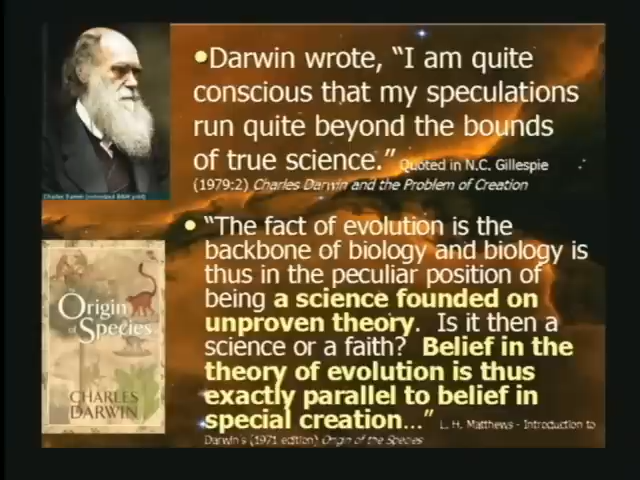 •Darwin wrote, “I am quite
conscious that my speculations
run quite beyond the bounds
of true science.” Quoted in N.C. Gillespie
(1979:2) Charles Darwin and the Problem of Creation
• “The fact of evolution is the
backbone of biology and biology is
thus in the peculiar position of
being a science founded on
unproven theory. Is it then a
science or a faith? Belief in the
theory of evolution is thus
exactly parallel to belief in
special creation...” L. H. Matthews - Introduction to
Darwin's (1971 edition) Origin of the Species
Origin
of Species
CHARLES
DARWIN